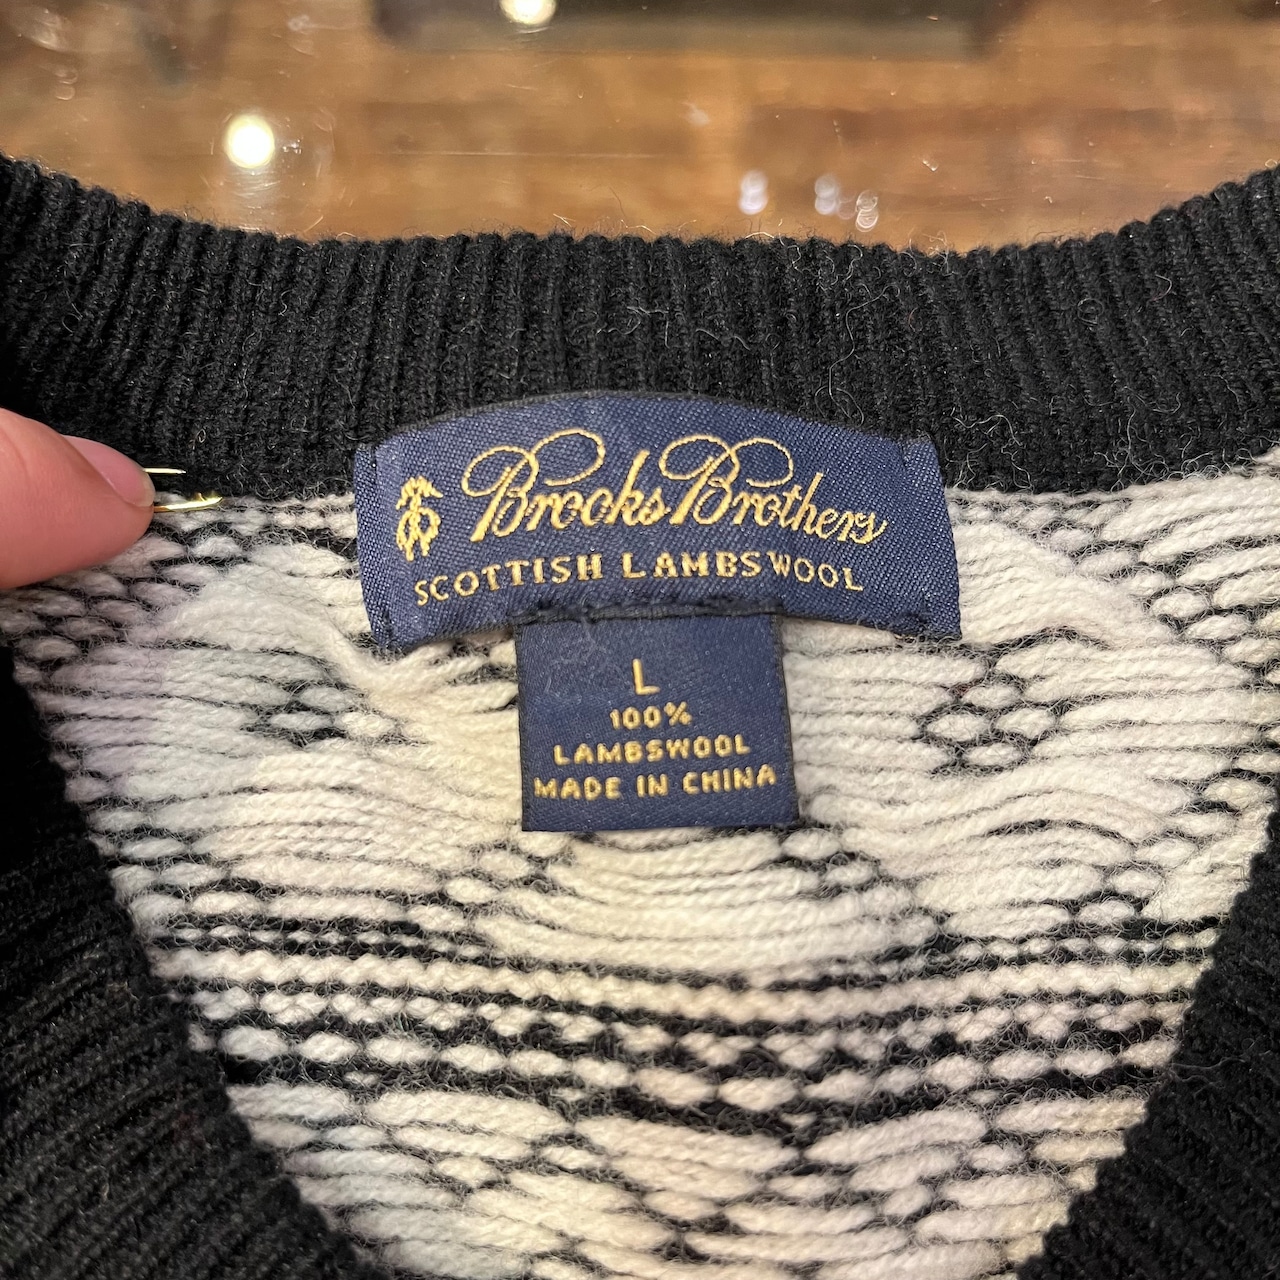 Brooks Brothers
SCOTTISH LAMBSWOOL
L
100%
LAMBSWOOL
MADE IN CHINA